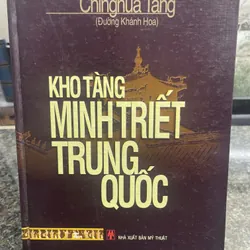 Chinghua Tang
(Đường Khánh Hoa)
KHO TÀNG
MINH TRIẾT
TRUNG
QUỐC
NHÀ XUẤT BẢN MỸ THUẬT